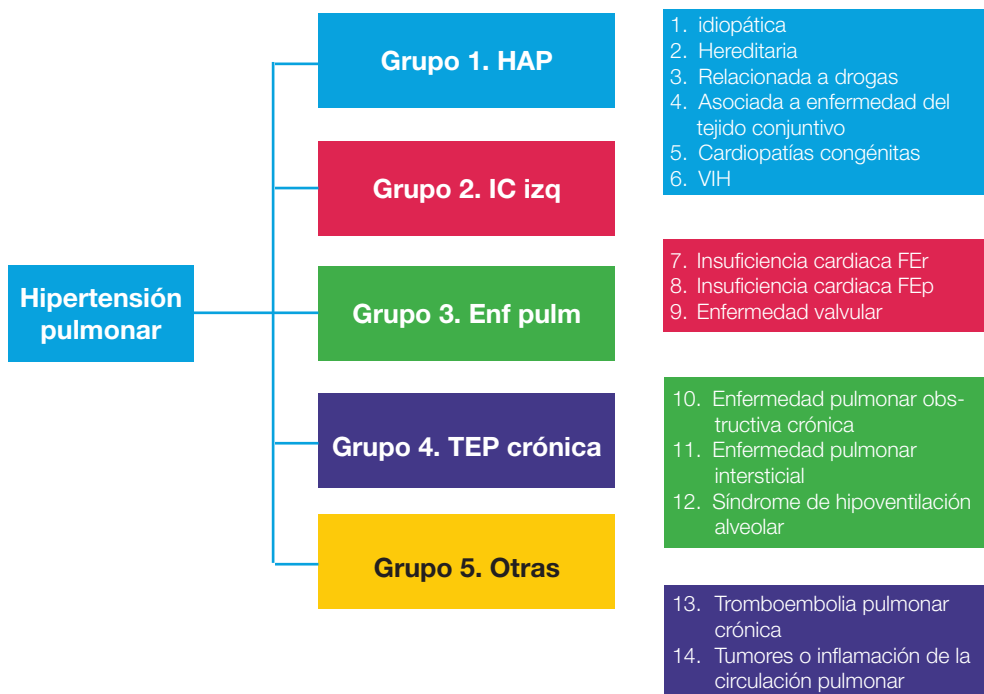 Hipertensión
pulmonar
Grupo 1. HAP
Grupo 2. IC izq
Grupo 3. Enf pulm
Grupo 4. TEP crónica
Grupo 5. Otras
1. idiopática
2. Hereditaria
3. Relacionada a drogas
4. Asociada a enfermedad del
tejido conjuntivo
5. Cardiopatías congénitas
6. VIH
7. Insuficiencia cardiaca FEr
8. Insuficiencia cardiaca FEp
9. Enfermedad valvular
10. Enfermedad pulmonar obs-
tructiva crónica
11. Enfermedad pulmonar
intersticial
12. Síndrome de hipoventilación
alveolar
13. Tromboembolia pulmonar
crónica
14. Tumores o inflamación de la
circulación pulmonar